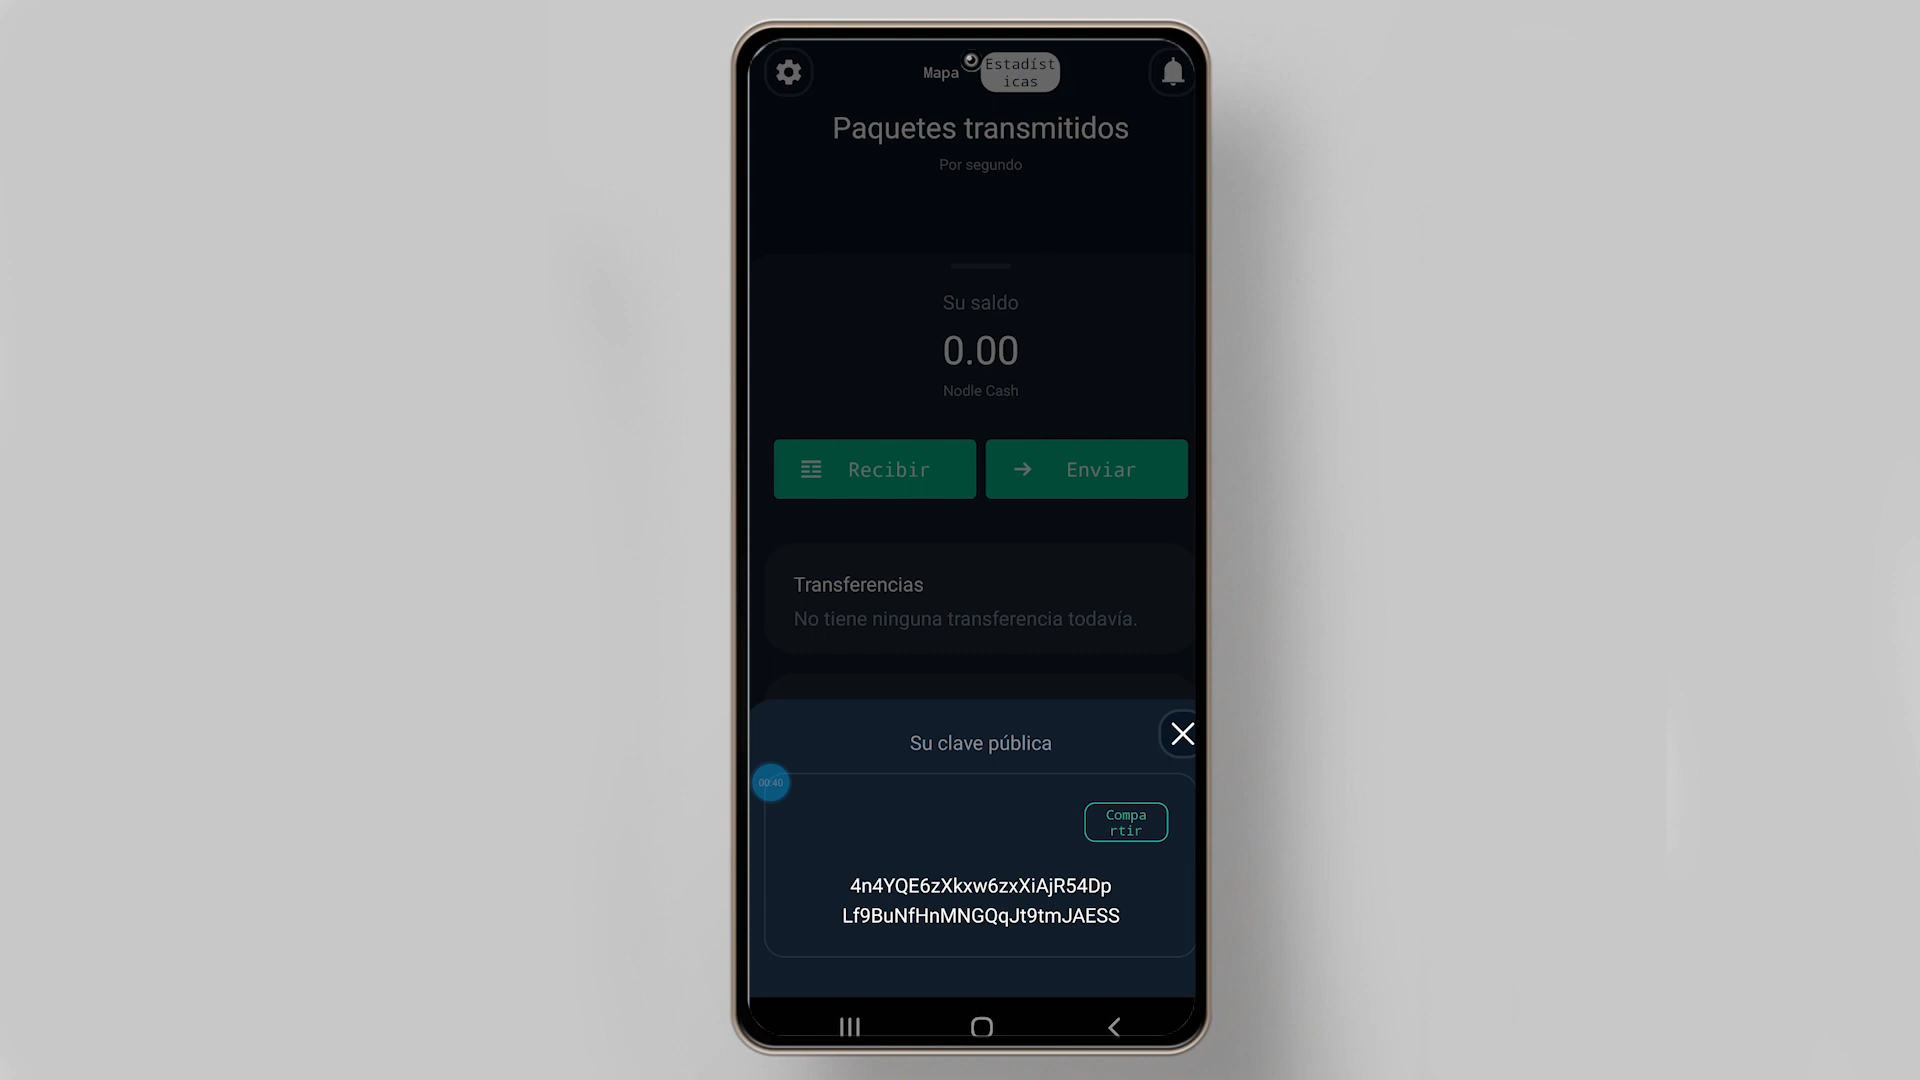 Mapa
Estadíst
icas
Paquetes transmitidos
Por segundo
Su saldo
0.00
Nodle Cash
Recibir
Enviar
Transferencias
No tiene ninguna transferencia todavía.
Su clave pública
00:40
Compa
rtir
4n4YQE6zXkxw6zxXiAjR54Dp
Lf9BuNfHnMNGQqJt9tmJAESS